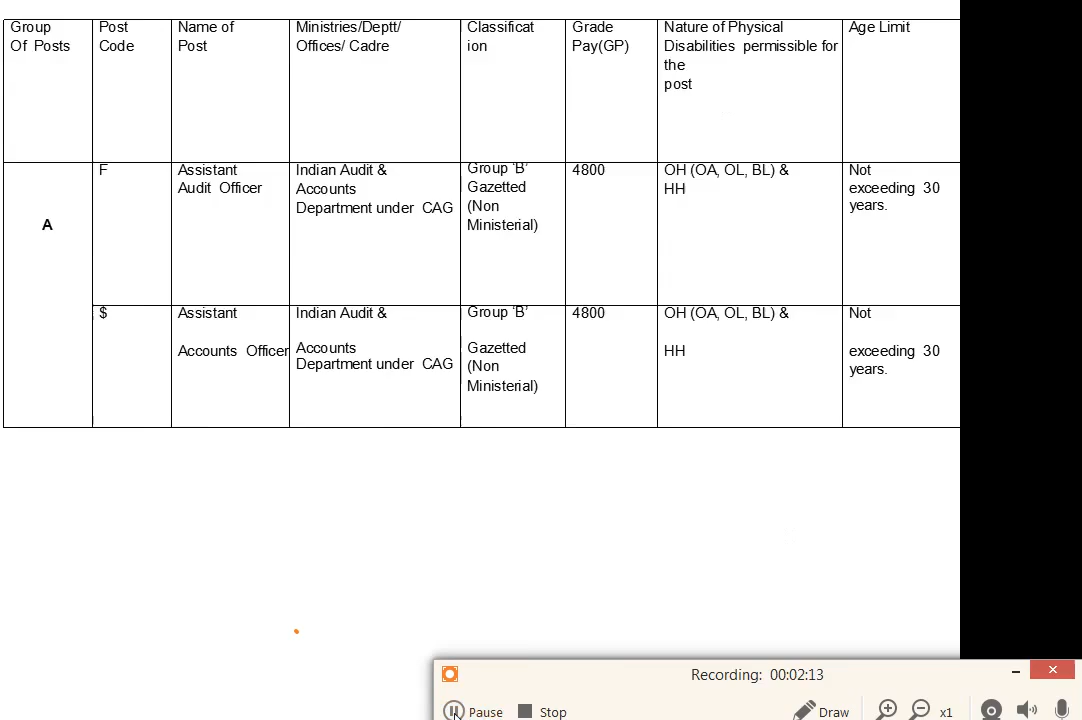 Group
Of Posts
Post
Code
Name of
Post
Ministries/Deptt/
Offices/ Cadre
Classificat
ion
Grade
Pay(GP)
Nature of Physical
Disabilities permissible for
the
post
Age Limit
A
F
Assistant
Audit Officer
Indian Audit &
Accounts
Department under CAG
Group 'B'
Gazetted
(Non
Ministerial)
4800
OH (OA, OL, BL) &
HH
Not
exceeding 30
years.
$
Assistant
Accounts Officer
Indian Audit &
Accounts
Department under CAG
Group 'B'
Gazetted
(Non
Ministerial)
4800
OH (OA, OL, BL) &
HH
Not
exceeding 30
years.
Recording: 00:02:13
Pause
Stop
Draw
x1